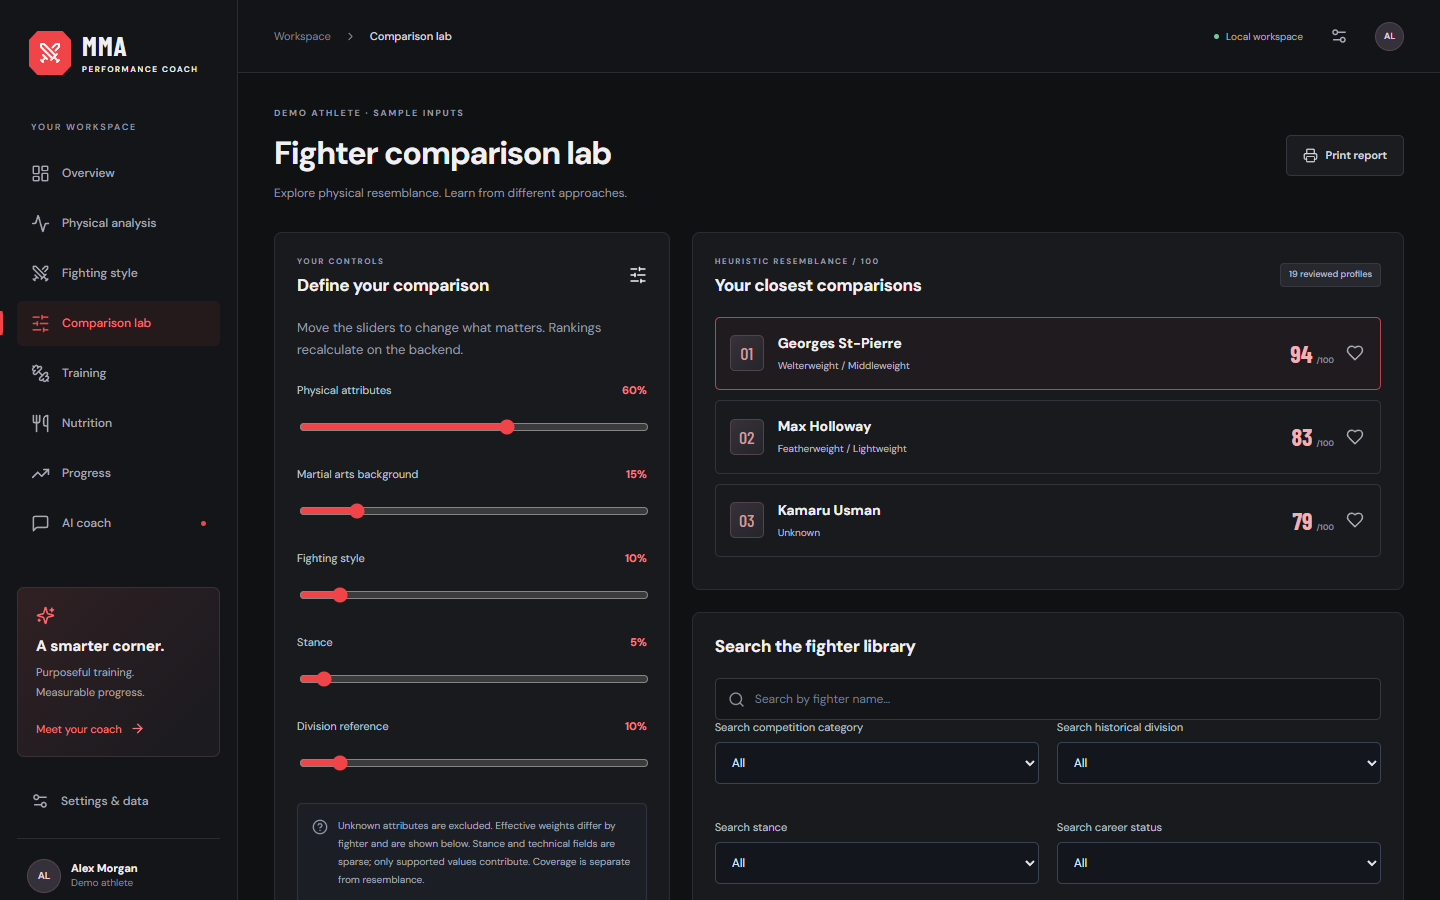 MMA
PERFORMANCE COACH
YOUR WORKSPACE
Overview
Physical analysis
Fighting style
Comparison lab
Training
Nutrition
Progress
AI coach
A smarter corner.
Purposeful training.
Measurable progress.
Meet your coach
Settings & data
AL
Alex Morgan
Demo athlete
Workspace
Comparison lab
Local workspace
AL
DEMO ATHLETE · SAMPLE INPUTS
Fighter comparison lab
Explore physical resemblance. Learn from different approaches.
Print report
YOUR CONTROLS
Define your comparison
Move the sliders to change what matters. Rankings
recalculate on the backend.
Physical attributes 60%
Martial arts background 15%
Fighting style 10%
Stance 5%
Division reference 10%
Unknown attributes are excluded. Effective weights differ by
fighter and are shown below. Stance and technical fields are
sparse; only supported values contribute. Coverage is separate
from resemblance.
HEURISTIC RESEMBLANCE / 100
Your closest comparisons
19 reviewed profiles
01
Georges St-Pierre
Welterweight / Middleweight
94 /100
02
Max Holloway
Featherweight / Lightweight
83 /100
03
Kamaru Usman
Unknown
79 /100
Search the fighter library
Search by fighter name...
Search competition category
All
Search historical division
All
Search stance
All
Search career status
All